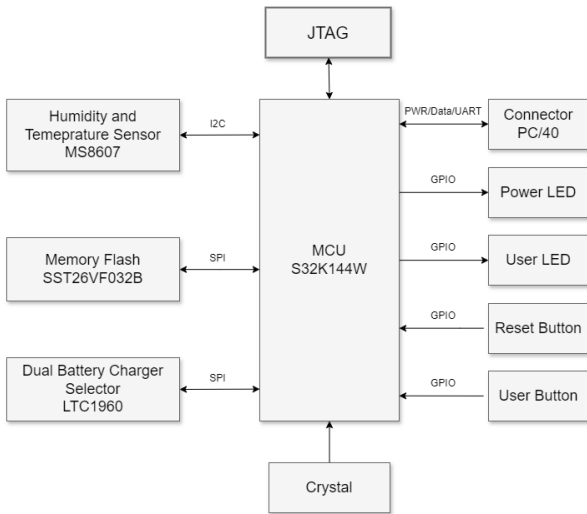 JTAG
Humidity and
Temeprature Sensor
MS8607
I2C
PWR/Data/UART
Connector
PC/40
GPIO
Power LED
Memory Flash
SST26VF032B
SPI
MCU
S32K144W
GPIO
User LED
GPIO
Reset Button
Dual Battery Charger
Selector
LTC1960
SPI
GPIO
User Button
Crystal